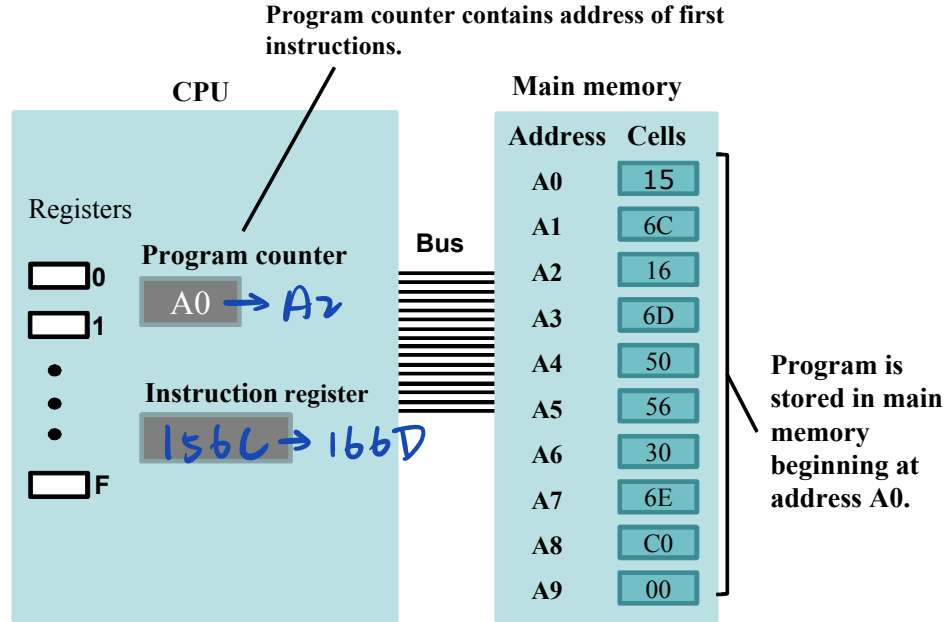 Program counter contains address of first
instructions.
CPU
Main memory
Address Cells
A0 15
A1 6C
A2 16
A3 6D
A4 50
A5 56
A6 30
A7 6E
A8 C0
A9 00
Registers
0
1
F
Program counter
A0 → A2
Instruction register
156C → 166D
Bus
Program is
stored in main
memory
beginning at
address A0.